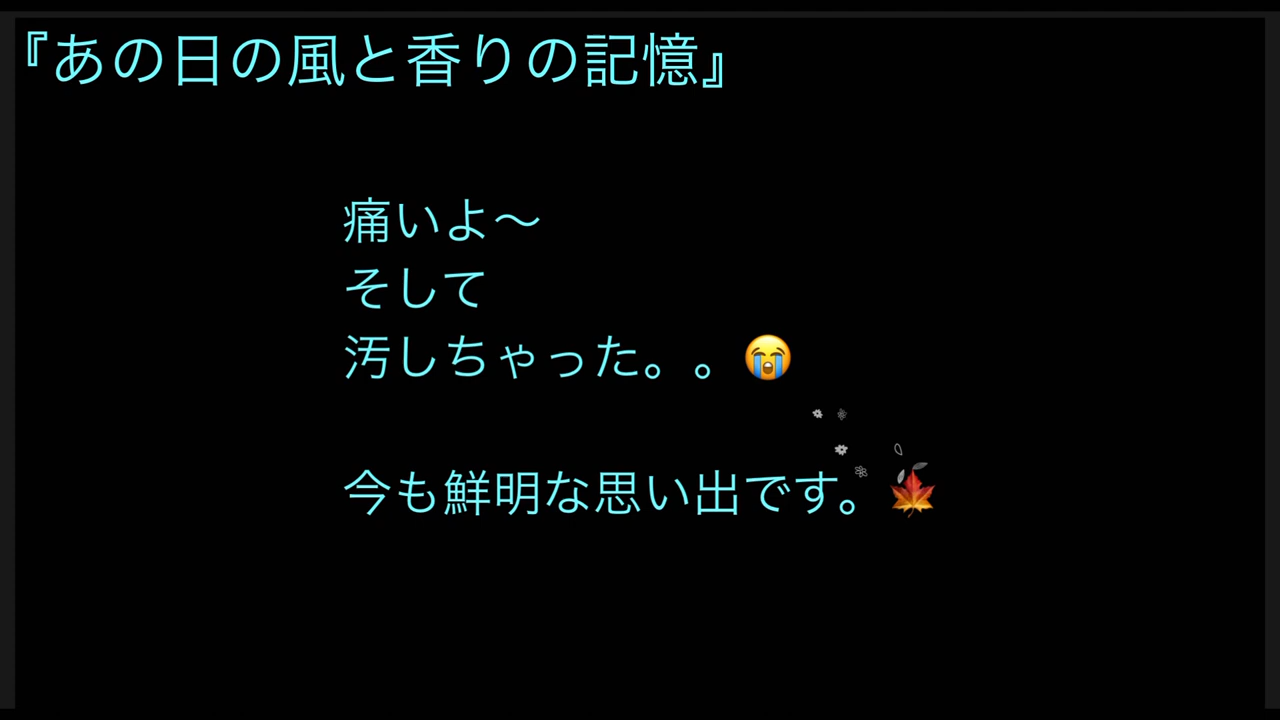 『あの日の風と香りの記憶』
痛いよ〜
そして
汚しちゃった。。😭
今も鮮明な思い出です。🍁